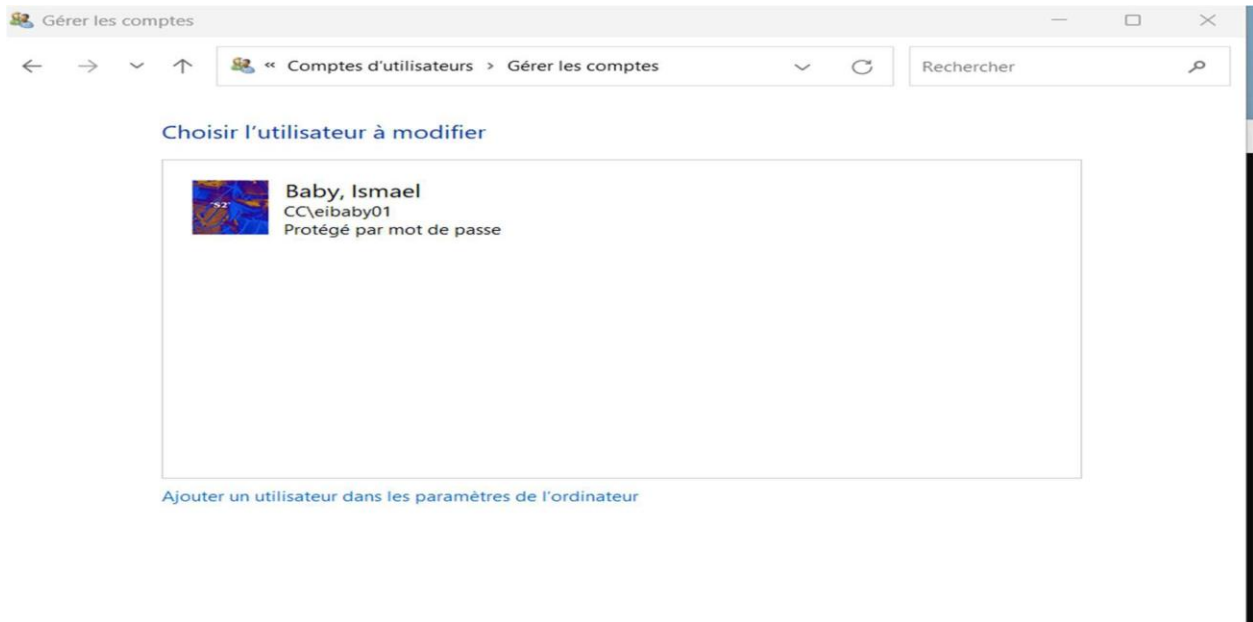 Gérer les comptes
« Comptes d'utilisateurs > Gérer les comptes
Rechercher
Choisir l'utilisateur à modifier
Baby, Ismael
CC\eibaby01
Protégé par mot de passe
Ajouter un utilisateur dans les paramètres de l'ordinateur